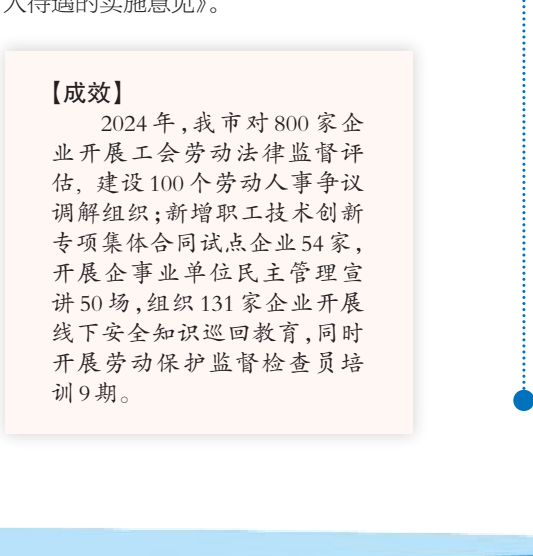 人待遇的实施意见》。
【成效】
2024年,我市对800家企
业开展工会劳动法律监督评
估, 建设100个劳动人事争议
调解组织;新增职工技术创新
专项集体合同试点企业54家,
开展企事业单位民主管理宣
讲50场,组织131家企业开展
线下安全知识巡回教育,同时
开展劳动保护监督检查员培
训9期。